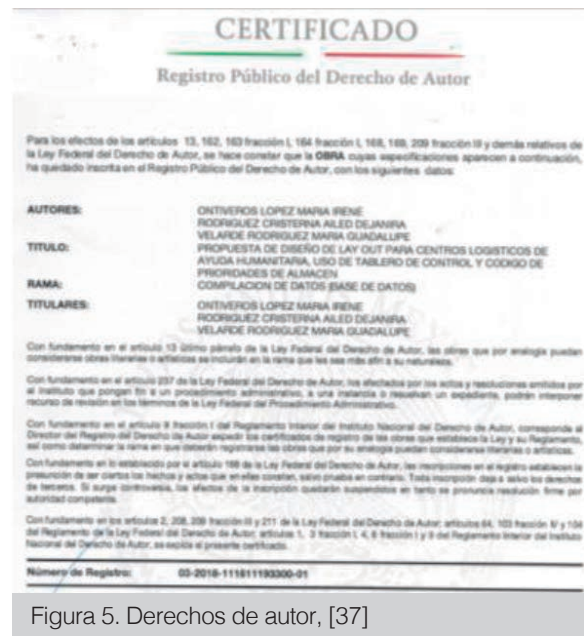 CERTIFICADO
Registro Público del Derecho de Autor
Para los efectos de los artículos 13, 162, 163 fracción I, 164 fracción I, 168, 169, 209 fracción III y demás relativos de
la Ley Federal del Derecho de Autor, se hace constar que la OBRA cuyas especificaciones aparecen a continuación,
ha quedado inscrita en el Registro Público del Derecho de Autor, con los siguientes datos:
AUTORES: ONTIVEROS LOPEZ MARIA IRENE
RODRIGUEZ CRISTERNA AILED DEJANIRA
VELARDE RODRIGUEZ MARIA GUADALUPE
TITULO: PROPUESTA DE DISEÑO DE LAY OUT PARA CENTROS LOGISTICOS DE
AYUDA HUMANITARIA, USO DE TABLERO DE CONTROL Y CODIGO DE
PRIORIDADES DE ALMACEN
RAMA: COMPILACION DE DATOS (BASE DE DATOS)
TITULARES: ONTIVEROS LOPEZ MARIA IRENE
RODRIGUEZ CRISTERNA AILED DEJANIRA
VELARDE RODRIGUEZ MARIA GUADALUPE
Con fundamento en el artículo 13 último párrafo de la Ley Federal del Derecho de Autor, las obras que por analogía puedan
considerarse obras literarias o artísticas se incluirán en la rama que les sea más afín a su naturaleza.
Con fundamento en el artículo 237 de la Ley Federal del Derecho de Autor, los afectados por los actos y resoluciones emitidos por
el Instituto que pongan fin a un procedimiento administrativo, a una instancia o resuelvan un expediente, podrán interponer
recurso de revisión en los términos de la Ley Federal del Procedimiento Administrativo.
Con fundamento en el artículo 9 fracción I del Reglamento Interior del Instituto Nacional del Derecho de Autor, corresponde al
Director del Registro del Derecho de Autor expedir los certificados de registro de las obras que establece la Ley y su Reglamento,
así como determinar la rama en que deberán registrarse las obras que por su analogía puedan considerarse literarias o artísticas.
Con fundamento en lo establecido por el artículo 168 de la Ley Federal del Derecho de Autor, las inscripciones en el registro establecen la
presunción de ser ciertos los hechos y actos que en ellas consten, salvo prueba en contrario. Toda inscripción deja a salvo los derechos
de terceros. Si surge controversia, los efectos de la inscripción quedarán suspendidos en tanto se pronuncie resolución firme por
autoridad competente.
Con fundamento en los artículos 2, 208, 209 fracción III y 211 de la Ley Federal del Derecho de Autor; artículos 64, 103 fracción IV y 104
del Reglamento de la Ley Federal del Derecho de Autor; artículos 1, 3 fracción I, 4, 8 fracción I y 9 del Reglamento Interior del Instituto
Nacional del Derecho de Autor, se expide el presente certificado.
Número de Registro: 03-2018-111611193300-01
Figura 5. Derechos de autor, [37]